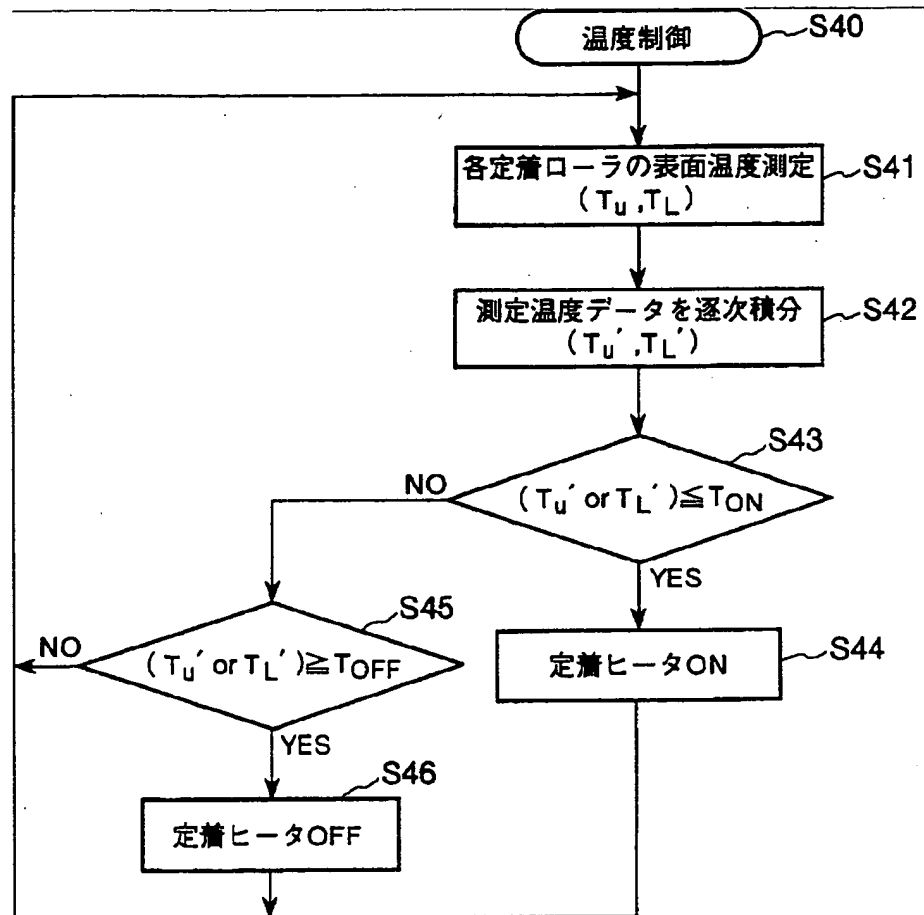 温度制御
S40
各定着ローラの表面温度測定
(Tu,TL)
S41
測定温度データを逐次積分
(Tu′,TL′)
S42
S43
(Tu′ or TL′)≦TON
NO
YES
S45
(Tu′ or TL′)≧TOFF
NO
YES
定着ヒータON
S44
S46
定着ヒータOFF